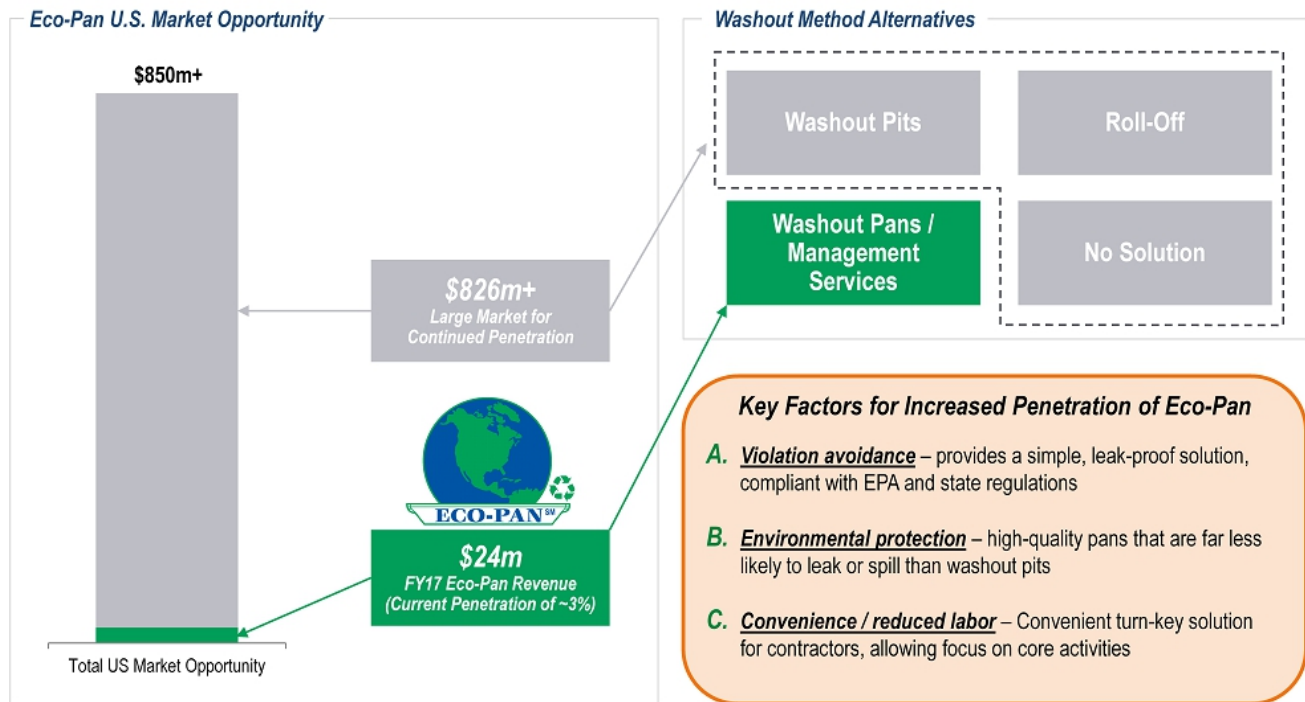 Eco-Pan U.S. Market Opportunity
$850m+
$826m+
Large Market for
Continued Penetration
ECO-PAN℠
$24m
FY17 Eco-Pan Revenue
(Current Penetration of ~3%)
Total US Market Opportunity
Washout Method Alternatives
Washout Pits
Roll-Off
Washout Pans /
Management
Services
No Solution
Key Factors for Increased Penetration of Eco-Pan
A. Violation avoidance – provides a simple, leak-proof solution,
compliant with EPA and state regulations
B. Environmental protection – high-quality pans that are far less
likely to leak or spill than washout pits
C. Convenience / reduced labor – Convenient turn-key solution
for contractors, allowing focus on core activities